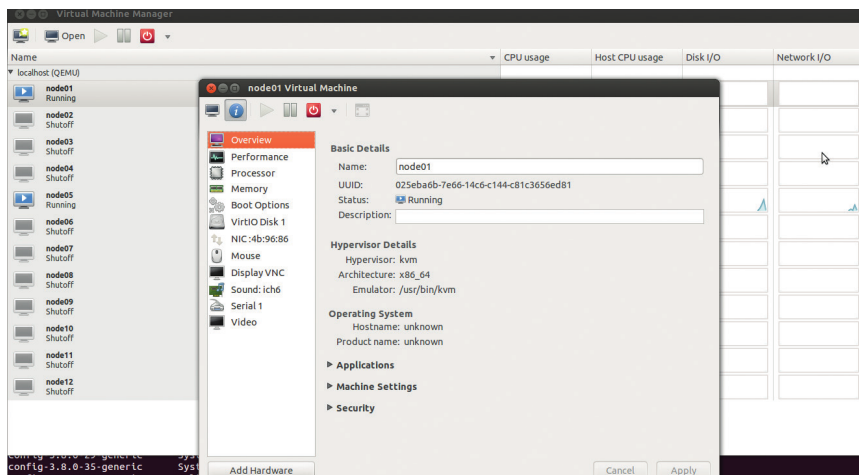 Virtual Machine Manager
Open
Name CPU usage Host CPU usage Disk I/O Network I/O
localhost (QEMU)
node01
Running
node02
Shutoff
node03
Shutoff
node04
Shutoff
node05
Running
node06
Shutoff
node07
Shutoff
node08
Shutoff
node09
Shutoff
node10
Shutoff
node11
Shutoff
node12
Shutoff
node01 Virtual Machine
Overview
Performance
Processor
Memory
Boot Options
VirtIO Disk 1
NIC :4b:96:86
Mouse
Display VNC
Sound: ich6
Serial 1
Video
Add Hardware
Basic Details
Name: node01
UUID: 025eba6b-7e66-14c6-c144-c81c3656ed81
Status: Running
Description:
Hypervisor Details
Hypervisor: kvm
Architecture: x86_64
Emulator: /usr/bin/kvm
Operating System
Hostname: unknown
Product name: unknown
Applications
Machine Settings
Security
Cancel Apply
config-3.8.0-35-generic Syst